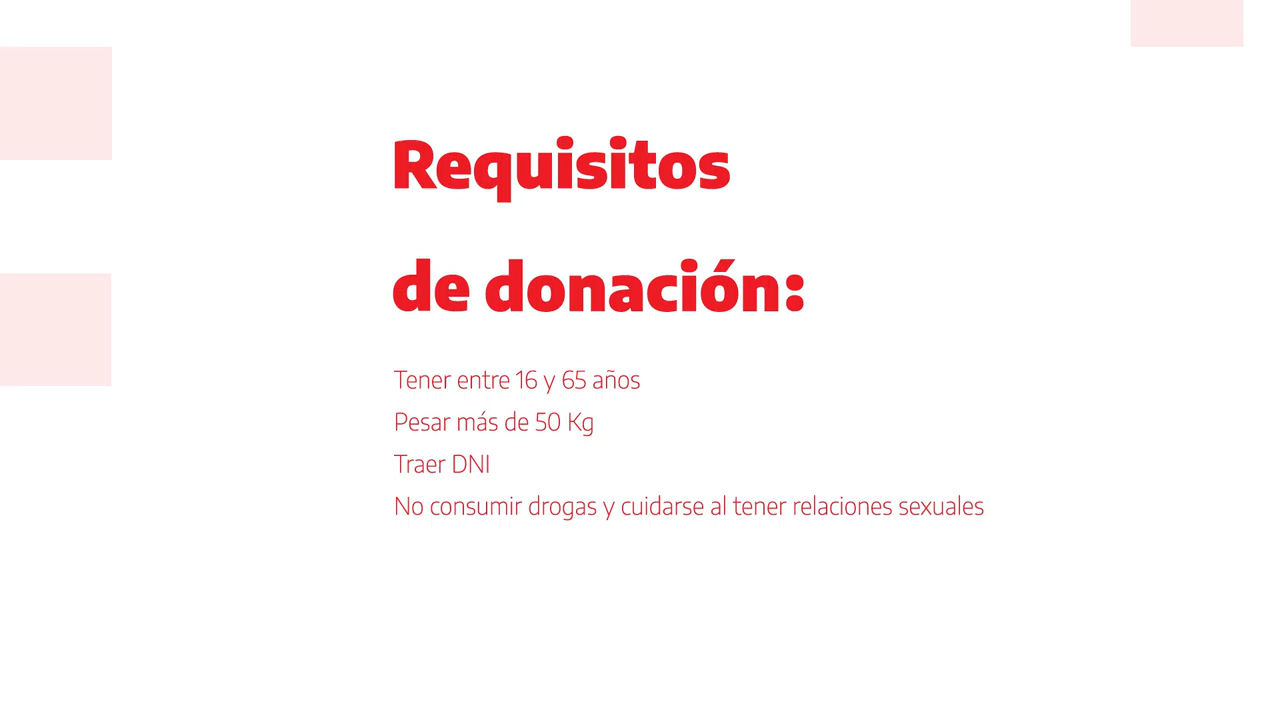 Requisitos
de donación:
Tener entre 16 y 65 años
Pesar más de 50 Kg
Traer DNI
No consumir drogas y cuidarse al tener relaciones sexuales